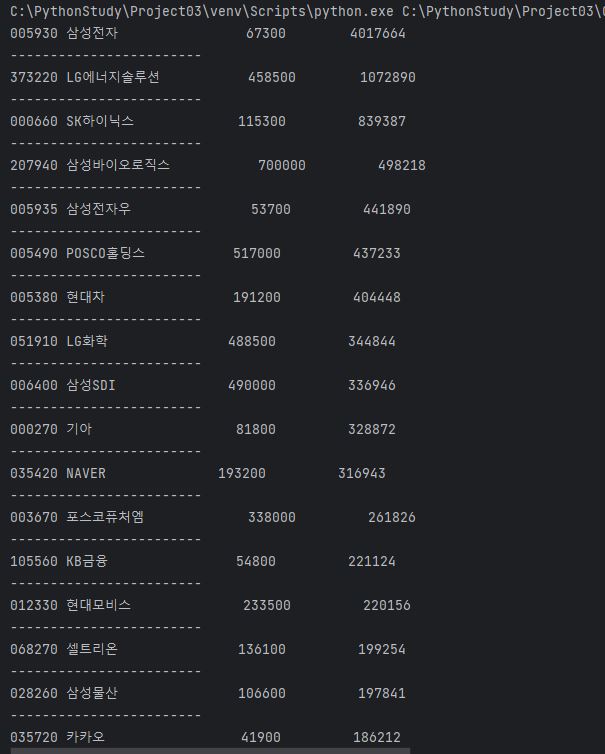 C:\PythonStudy\Project03\venv\Scripts\python.exe C:\PythonStudy\Project03\
005930 삼성전자 67300 4017664
------------------------
373220 LG에너지솔루션 458500 1072890
------------------------
000660 SK하이닉스 115300 839387
------------------------
207940 삼성바이오로직스 700000 498218
------------------------
005935 삼성전자우 53700 441890
------------------------
005490 POSCO홀딩스 517000 437233
------------------------
005380 현대차 191200 404448
------------------------
051910 LG화학 488500 344844
------------------------
006400 삼성SDI 490000 336946
------------------------
000270 기아 81800 328872
------------------------
035420 NAVER 193200 316943
------------------------
003670 포스코퓨처엠 338000 261826
------------------------
105560 KB금융 54800 221124
------------------------
012330 현대모비스 233500 220156
------------------------
068270 셀트리온 136100 199254
------------------------
028260 삼성물산 106600 197841
------------------------
035720 카카오 41900 186212